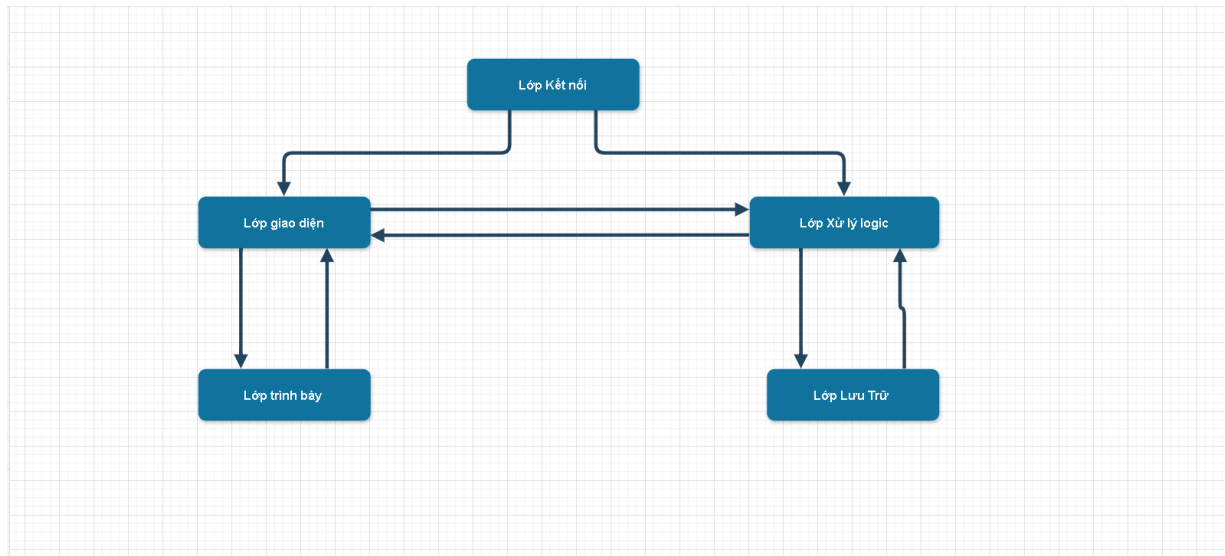 Lớp Kết nối
Lớp giao diện
Lớp Xử lý logic
Lớp trình bày
Lớp Lưu Trữ